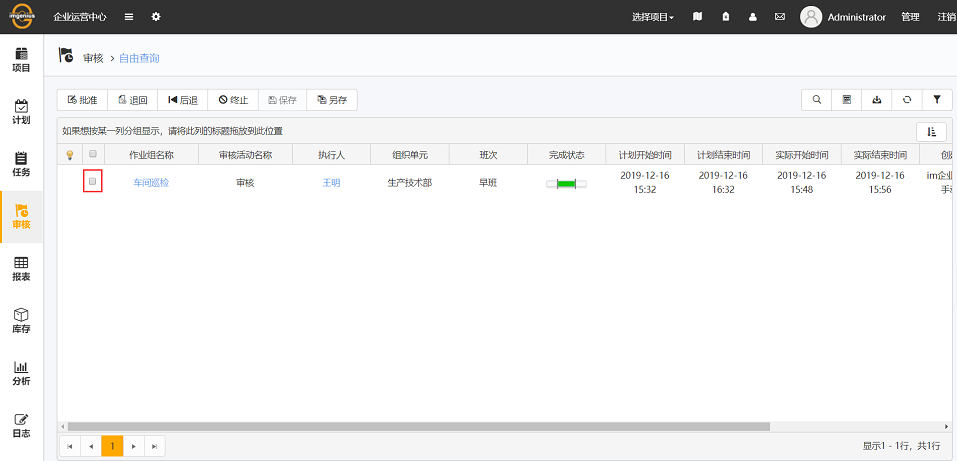 imgenius
企业运营中心
选择项目
Administrator
管理
注销
项目
计划
任务
审核
报表
库存
分析
日志
审核 > 自由查询
批准 退回 后退 终止 保存 另存
如果想按某一列分组显示，请将此列的标题拖放到此位置
作业组名称 审核活动名称 执行人 组织单元 班次 完成状态 计划开始时间 计划结束时间 实际开始时间 实际结束时间 创
车间巡检 审核 王明 生产技术部 早班 2019-12-16 15:32 2019-12-16 16:32 2019-12-16 15:48 2019-12-16 15:56 im企业
1
显示1 - 1行，共1行